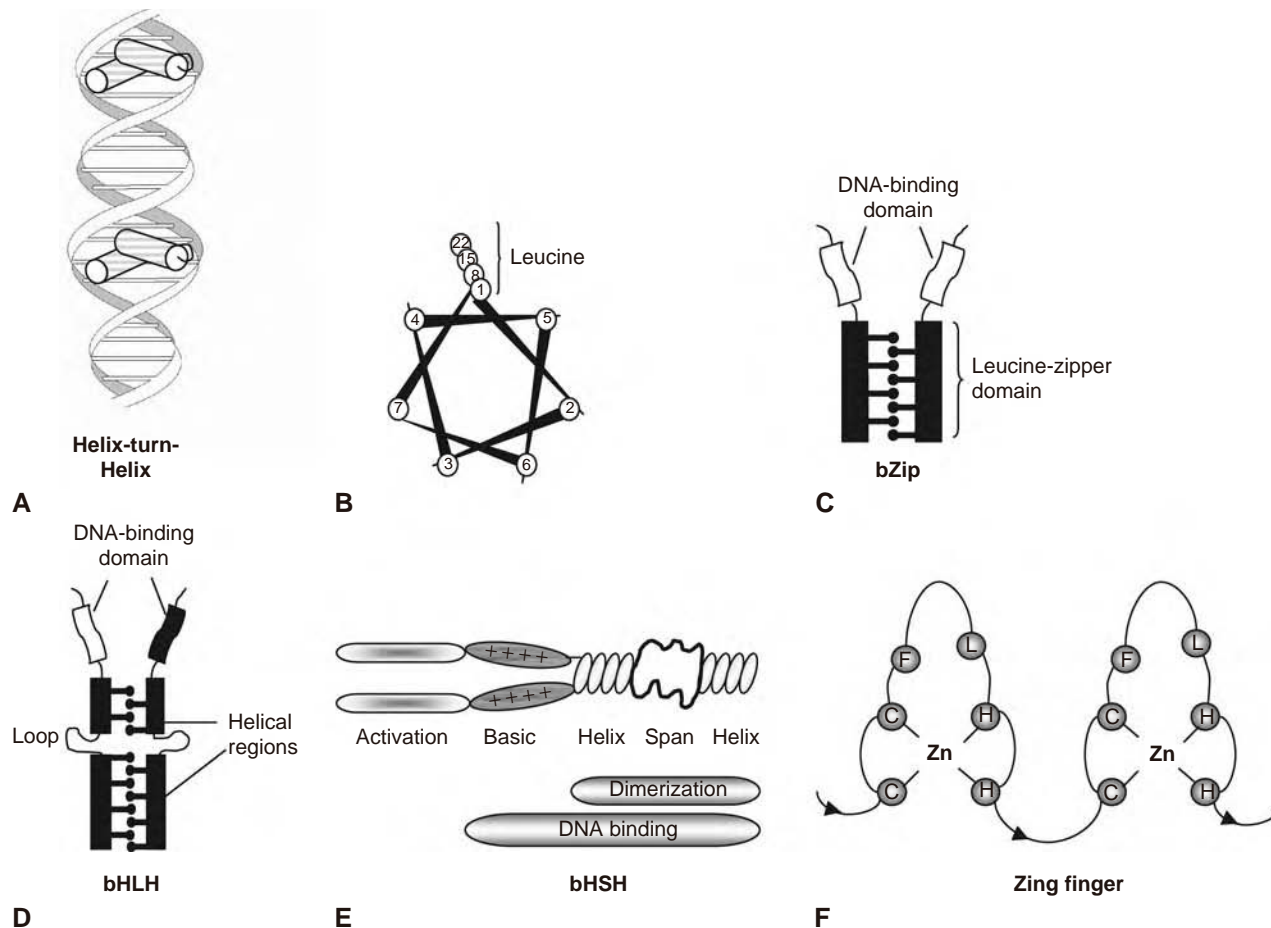 Helix-turn-
Helix
A
22
15
8
1
Leucine
4
5
7
2
3
6
B
DNA-binding
domain
Leucine-zipper
domain
bZip
C
DNA-binding
domain
Loop
Helical
regions
bHLH
D
++++
++++
Activation Basic Helix Span Helix
Dimerization
DNA binding
bHSH
E
F L F L
C H C H
Zn Zn
C H C H
Zing finger
F